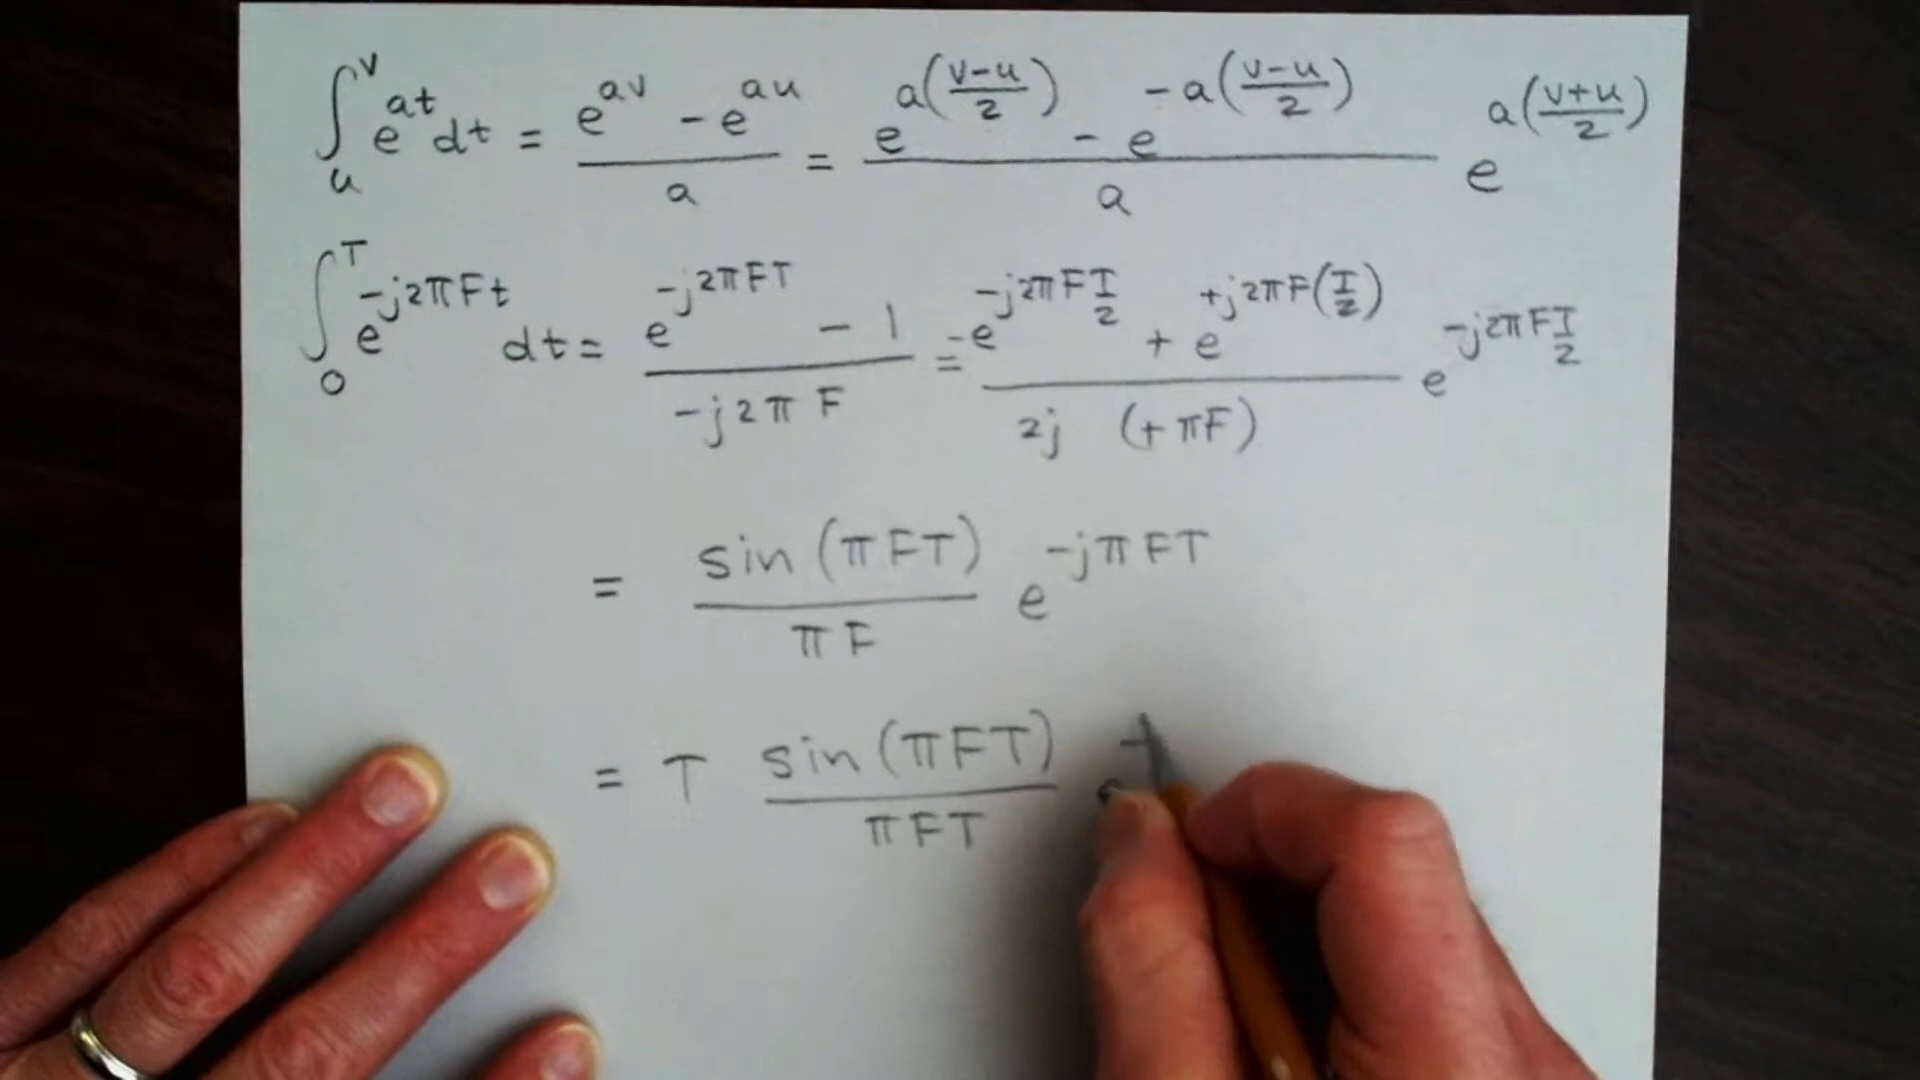 ∫_u^v e^{at} dt = (e^{av} - e^{au})/a = (e^{a((v-u)/2)} - e^{-a((v-u)/2)})/a e^{a((v+u)/2)}
∫_0^T e^{-j2πFt} dt = (e^{-j2πFT} - 1)/(-j2πF) = (-e^{-j2πF T/2} + e^{+j2πF(T/2)})/(2j (+πF)) e^{-j2πF T/2}
= sin(πFT)/(πF) e^{-jπFT}
= T sin(πFT)/(πFT) e^{-